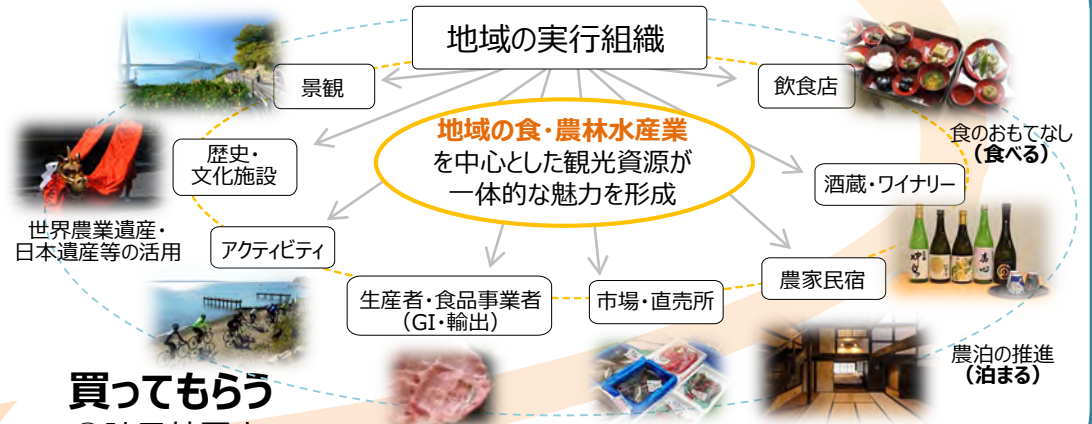 地域の実行組織
景観
飲食店
地域の食・農林水産業
を中心とした観光資源が
一体的な魅力を形成
歴史・
文化施設
食のおもてなし
(食べる)
酒蔵・ワイナリー
世界農業遺産・
日本遺産等の活用
アクティビティ
農家民宿
生産者・食品事業者
(GI・輸出)
市場・直売所
農泊の推進
(泊まる)
買ってもらう